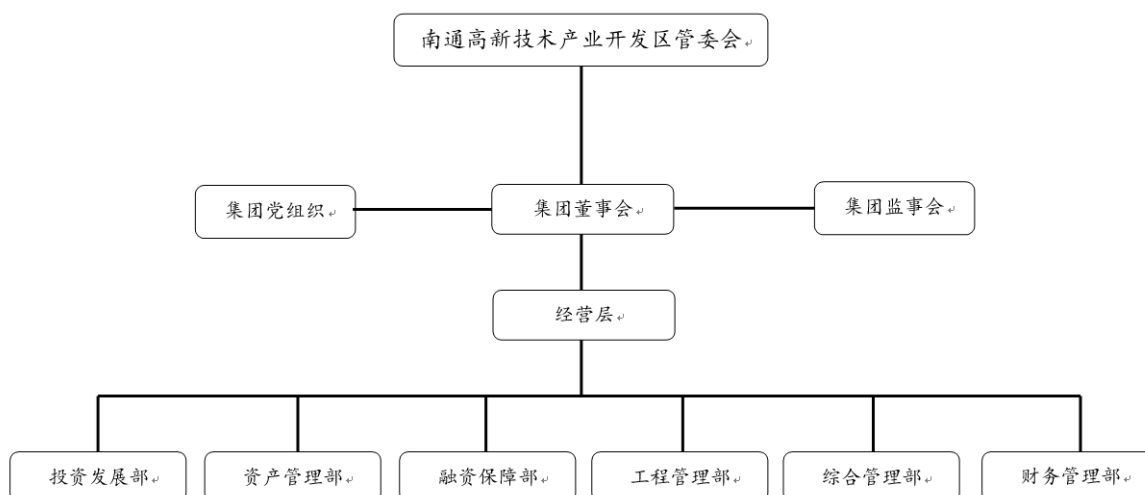 南通高新技术产业开发区管委会
集团党组织
集团董事会
集团监事会
经营层
投资发展部
资产管理部
融资保障部
工程管理部
综合管理部
财务管理部